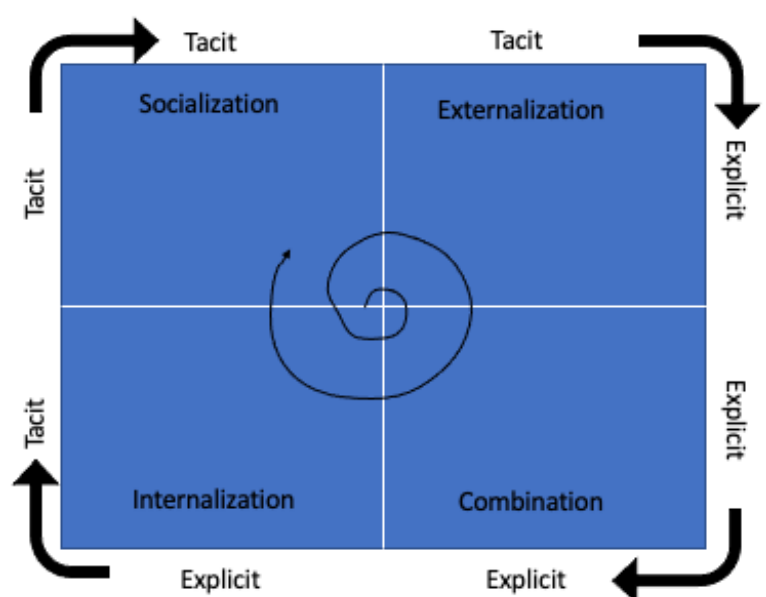 Tacit Tacit
Socialization Externalization
Tacit Explicit
Tacit Explicit
Internalization Combination
Explicit Explicit